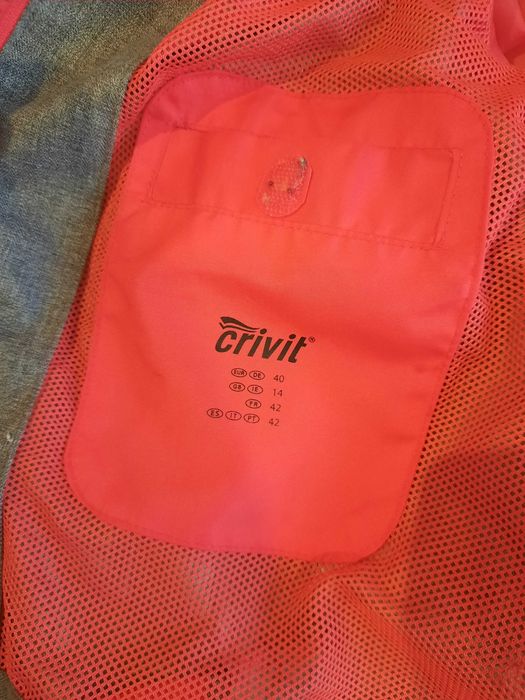 crivit®
EUR DE 40
GB IE 14
FR 42
ES IT PT 42